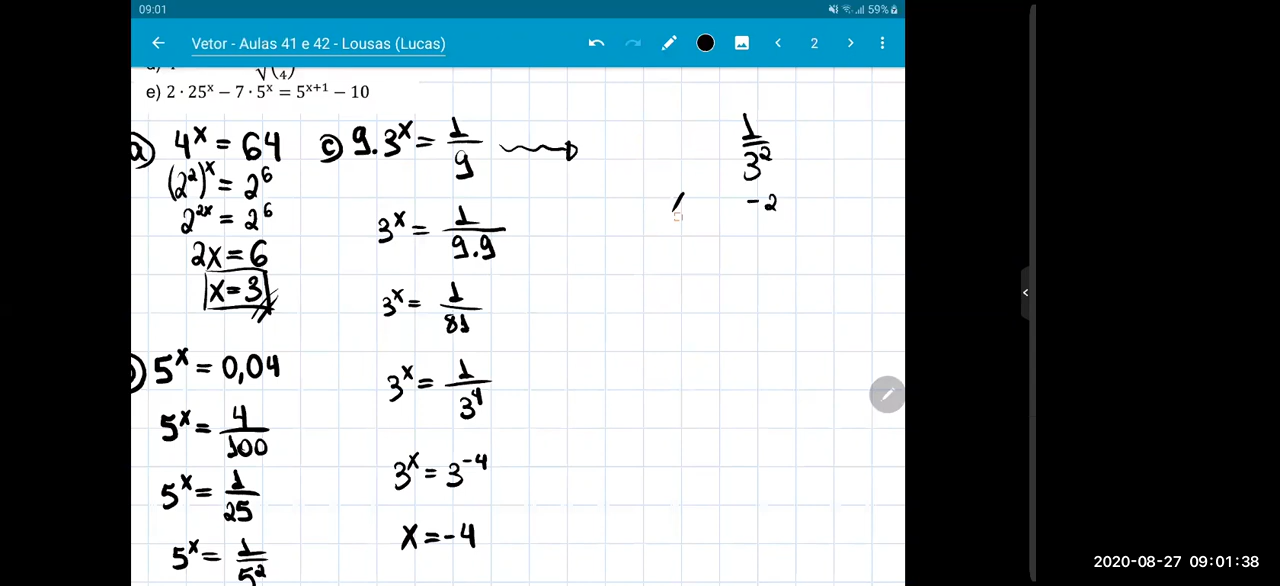 09:01 59%
Vetor - Aulas 41 e 42 - Lousas (Lucas) 2
√(4)
e) 2 · 25ˣ − 7 · 5ˣ = 5ˣ⁺¹ − 10
a) 4ˣ = 64
(2²)ˣ = 2⁶
2²ˣ = 2⁶
2x = 6
x = 3
5ˣ = 0,04
5ˣ = 4/100
5ˣ = 1/25
5ˣ = 1/5²
c) 9.3ˣ = 1/9
3ˣ = 1/9.9
3ˣ = 1/81
3ˣ = 1/3⁴
3ˣ = 3⁻⁴
x = -4
1/3²
-2
2020-08-27 09:01:38